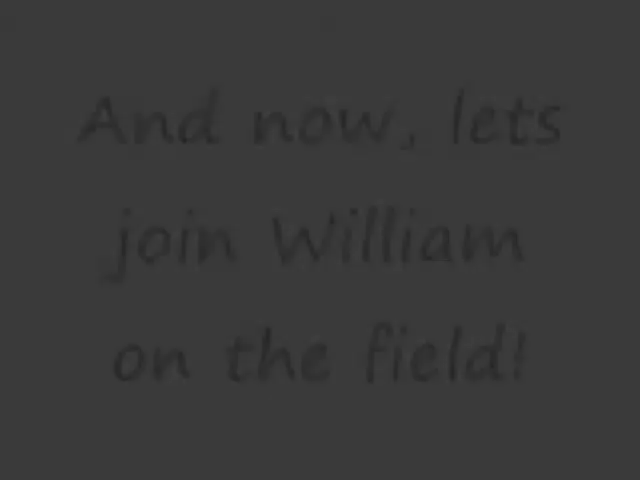 And now, lets
join William
on the field!